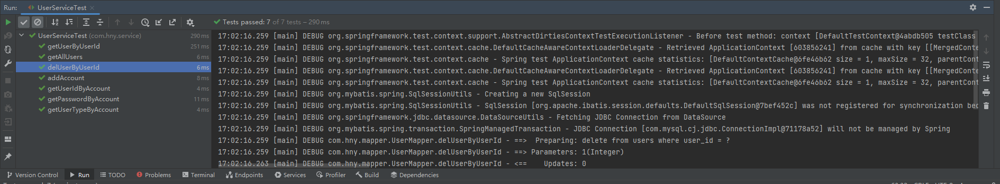 Run: UserServiceTest
Tests passed: 7 of 7 tests – 290 ms
UserServiceTest (com.hny.service) 290 ms
getUserByUserId 251 ms
getAllUsers 6 ms
delUserByUserId 6 ms
addAccount 8 ms
getUserIdByAccount 4 ms
getPasswordByAccount 11 ms
getUserTypeByAccount 4 ms
17:02:16.259 [main] DEBUG org.springframework.test.context.support.AbstractDirtiesContextTestExecutionListener - Before test method: context [DefaultTestContext@4abdb505 testClass
17:02:16.259 [main] DEBUG org.springframework.test.context.cache.DefaultCacheAwareContextLoaderDelegate - Retrieved ApplicationContext [603856241] from cache with key [[MergedConte
17:02:16.259 [main] DEBUG org.springframework.test.context.cache - Spring test ApplicationContext cache statistics: [DefaultContextCache@6fe46b62 size = 1, maxSize = 32, parentCont
17:02:16.259 [main] DEBUG org.springframework.test.context.cache.DefaultCacheAwareContextLoaderDelegate - Retrieved ApplicationContext [603856241] from cache with key [[MergedConte
17:02:16.259 [main] DEBUG org.springframework.test.context.cache - Spring test ApplicationContext cache statistics: [DefaultContextCache@6fe46b62 size = 1, maxSize = 32, parentCont
17:02:16.259 [main] DEBUG org.mybatis.spring.SqlSessionUtils - Creating a new SqlSession
17:02:16.259 [main] DEBUG org.mybatis.spring.SqlSessionUtils - SqlSession [org.apache.ibatis.session.defaults.DefaultSqlSession@7bef452c] was not registered for synchronization bec
17:02:16.259 [main] DEBUG org.springframework.jdbc.datasource.DataSourceUtils - Fetching JDBC Connection from DataSource
17:02:16.259 [main] DEBUG org.mybatis.spring.transaction.SpringManagedTransaction - JDBC Connection [com.mysql.cj.jdbc.ConnectionImpl@71178a52] will not be managed by Spring
17:02:16.259 [main] DEBUG com.hny.mapper.UserMapper.delUserByUserId - ==>  Preparing: delete from users where user_id = ?
17:02:16.259 [main] DEBUG com.hny.mapper.UserMapper.delUserByUserId - ==> Parameters: 1(Integer)
17:02:16.263 [main] DEBUG com.hny.mapper.UserMapper.delUserByUserId - <==    Updates: 0
Version Control Run TODO Problems Terminal Endpoints Services Profiler Build Dependencies